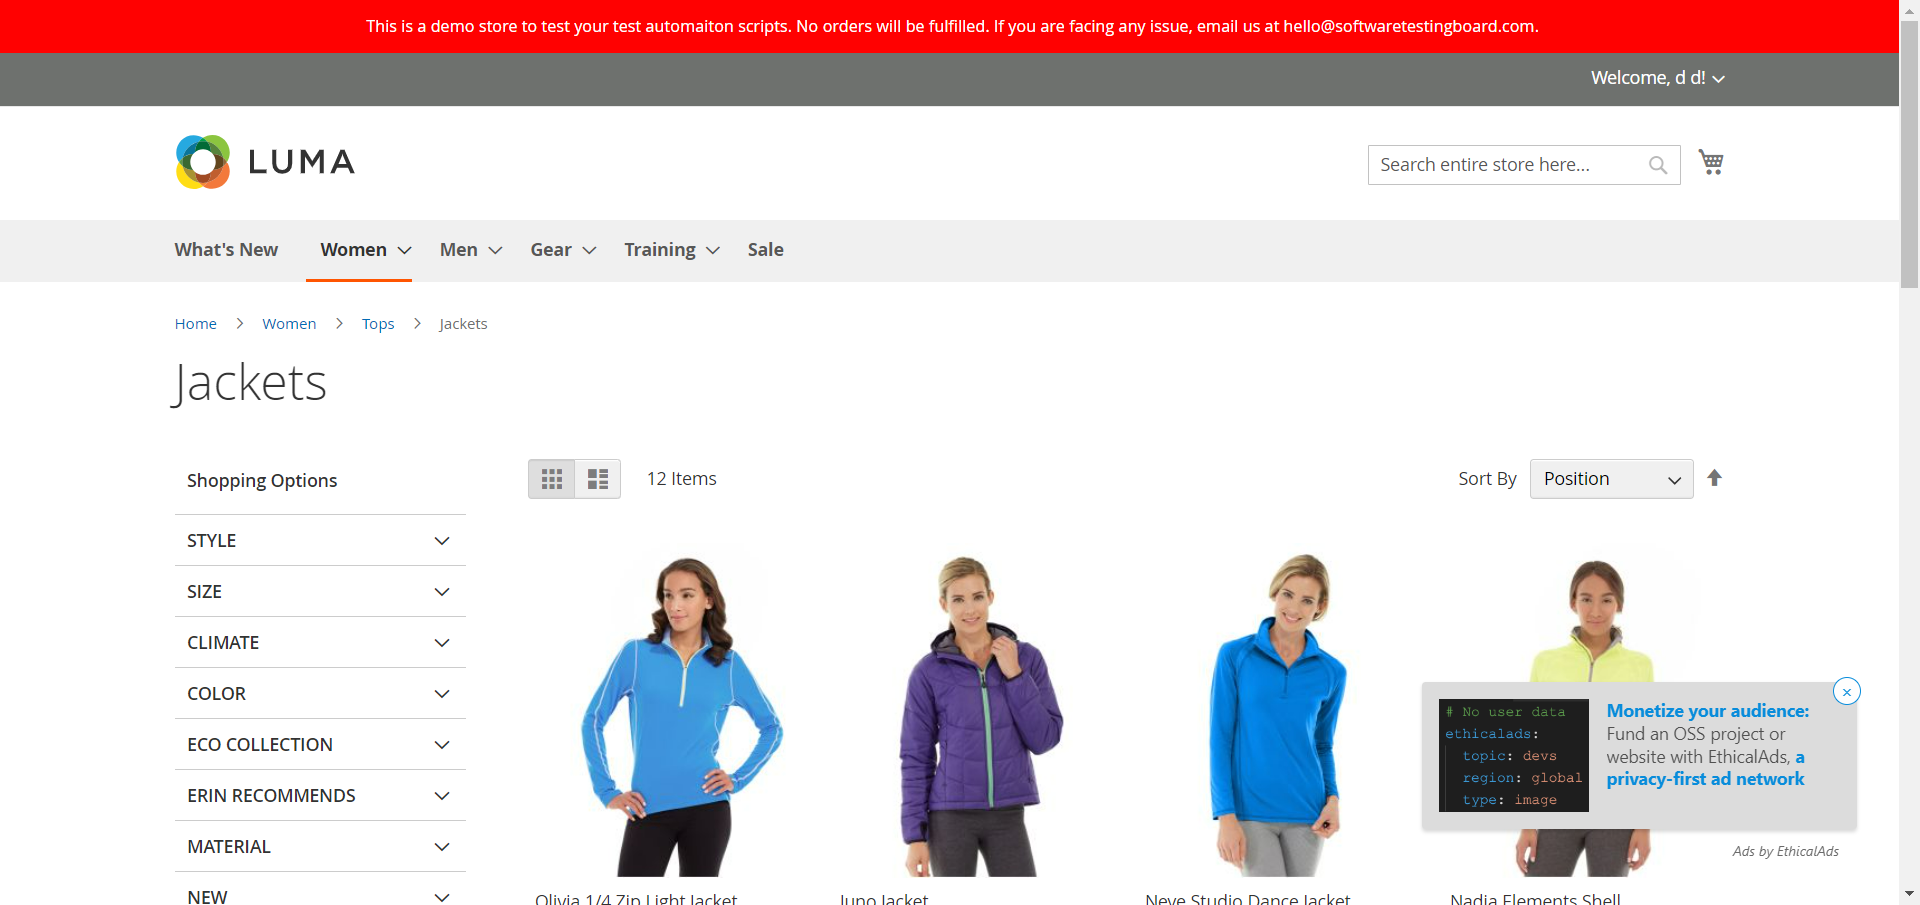 This is a demo store to test your test automaiton scripts. No orders will be fulfilled. If you are facing any issue, email us at hello@softwaretestingboard.com.
Welcome, d d!
LUMA
Search entire store here...
What's New Women Men Gear Training Sale
Home Women Tops Jackets
Jackets
Shopping Options
12 Items
Sort By Position
STYLE
SIZE
CLIMATE
COLOR
ECO COLLECTION
ERIN RECOMMENDS
MATERIAL
NEW
# No user data
ethicalads:
topic: devs
region: global
type: image
Monetize your audience:
Fund an OSS project or
website with EthicalAds, a
privacy-first ad network
Ads by EthicalAds
Olivia 1/4 Zip Light Jacket
Juno Jacket
Neve Studio Dance Jacket
Nadia Elements Shell